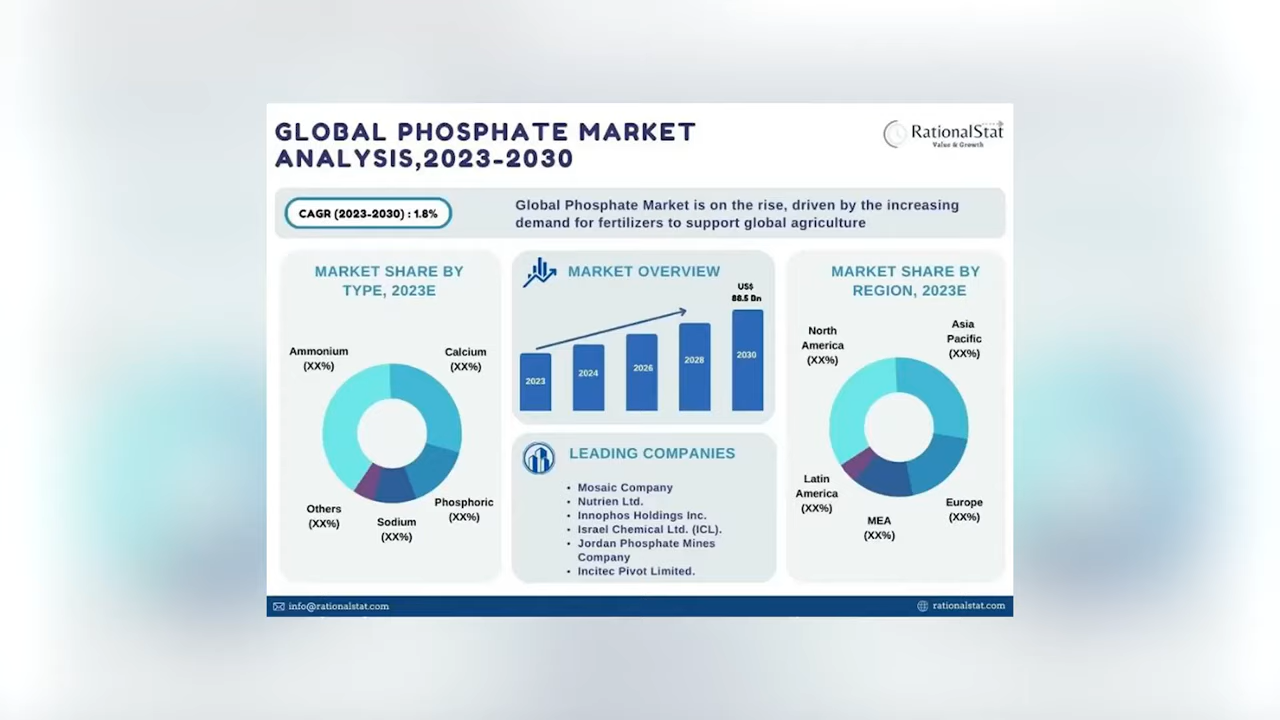 GLOBAL PHOSPHATE MARKET
ANALYSIS,2023-2030
RationalStat
Value & Growth
CAGR (2023-2030) : 1.8%
Global Phosphate Market is on the rise, driven by the increasing
demand for fertilizers to support global agriculture
MARKET SHARE BY
TYPE, 2023E
Ammonium
(XX%)
Calcium
(XX%)
Others
(XX%)
Sodium
(XX%)
Phosphoric
(XX%)
MARKET OVERVIEW
US$
88.5 Bn
2023
2024
2026
2028
2030
LEADING COMPANIES
• Mosaic Company
• Nutrien Ltd.
• Innophos Holdings Inc.
• Israel Chemical Ltd. (ICL).
• Jordan Phosphate Mines
Company
• Incitec Pivot Limited.
MARKET SHARE BY
REGION, 2023E
North
America
(XX%)
Asia
Pacific
(XX%)
Latin
America
(XX%)
MEA
(XX%)
Europe
(XX%)
info@rationalstat.com
rationalstat.com